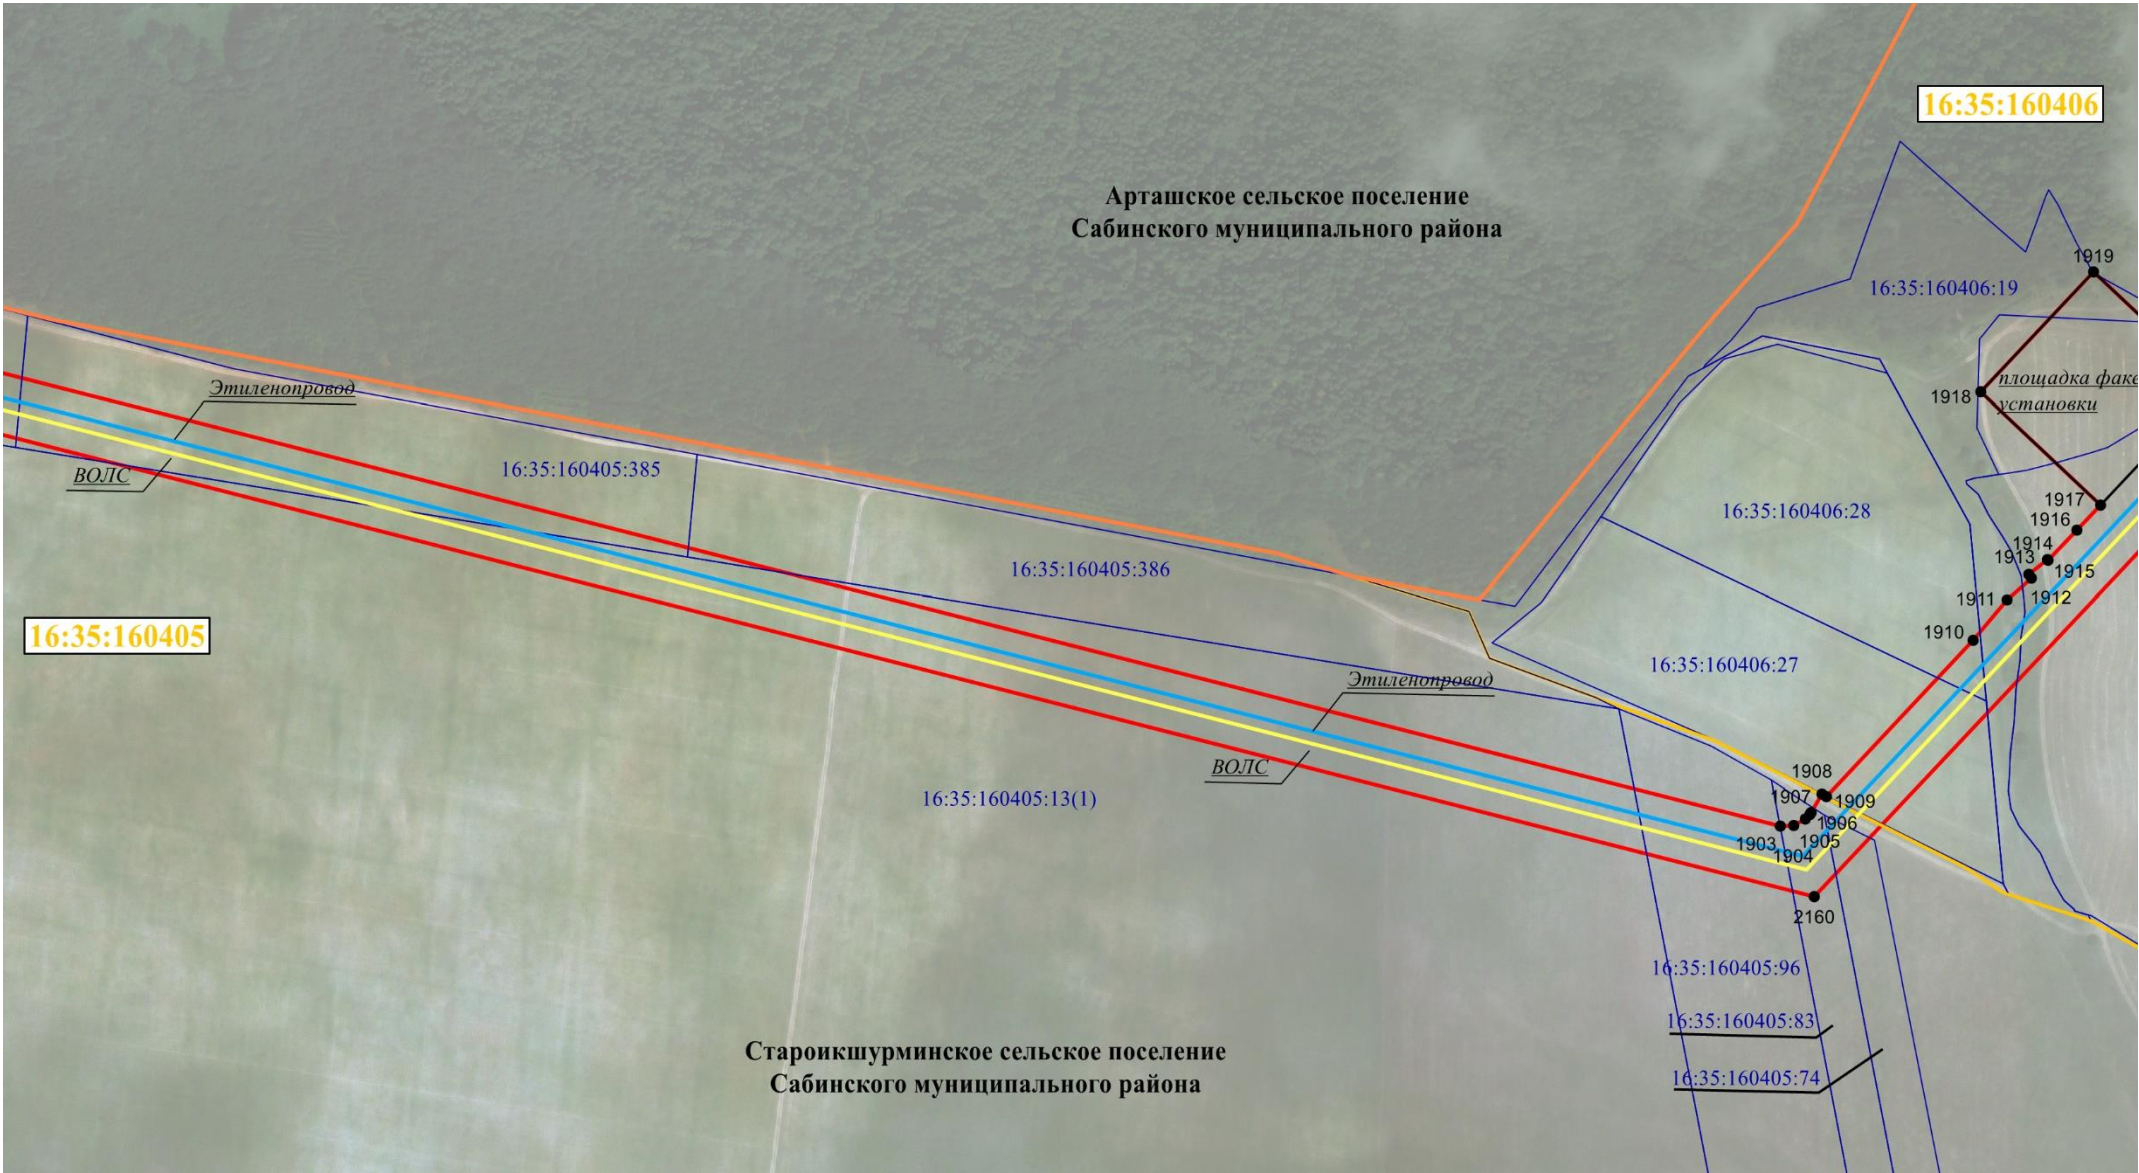 16:35:160406
Арташское сельское поселение
Сабинского муниципального района
1919
16:35:160406:19
Этиленопровод
1918
площадка факе
установки
ВОЛС
16:35:160405:385
1917
16:35:160406:28
1916
1914
1913
16:35:160405:386
1915
1911
1912
16:35:160405
1910
16:35:160406:27
Этиленопровод
ВОЛС
1908
16:35:160405:13(1)
1907
1909
1906
1903
1905
1904
2160
16:35:160405:96
16:35:160405:83
Староикшурминское сельское поселение
Сабинского муниципального района
16:35:160405:74